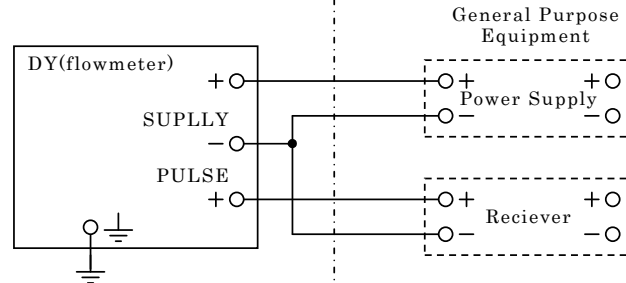 General Purpose
Equipment
DY(flowmeter)
+
+
+
SUPLLY
Power Supply
−
−
−
PULSE
+
+
+
Reciever
−
−